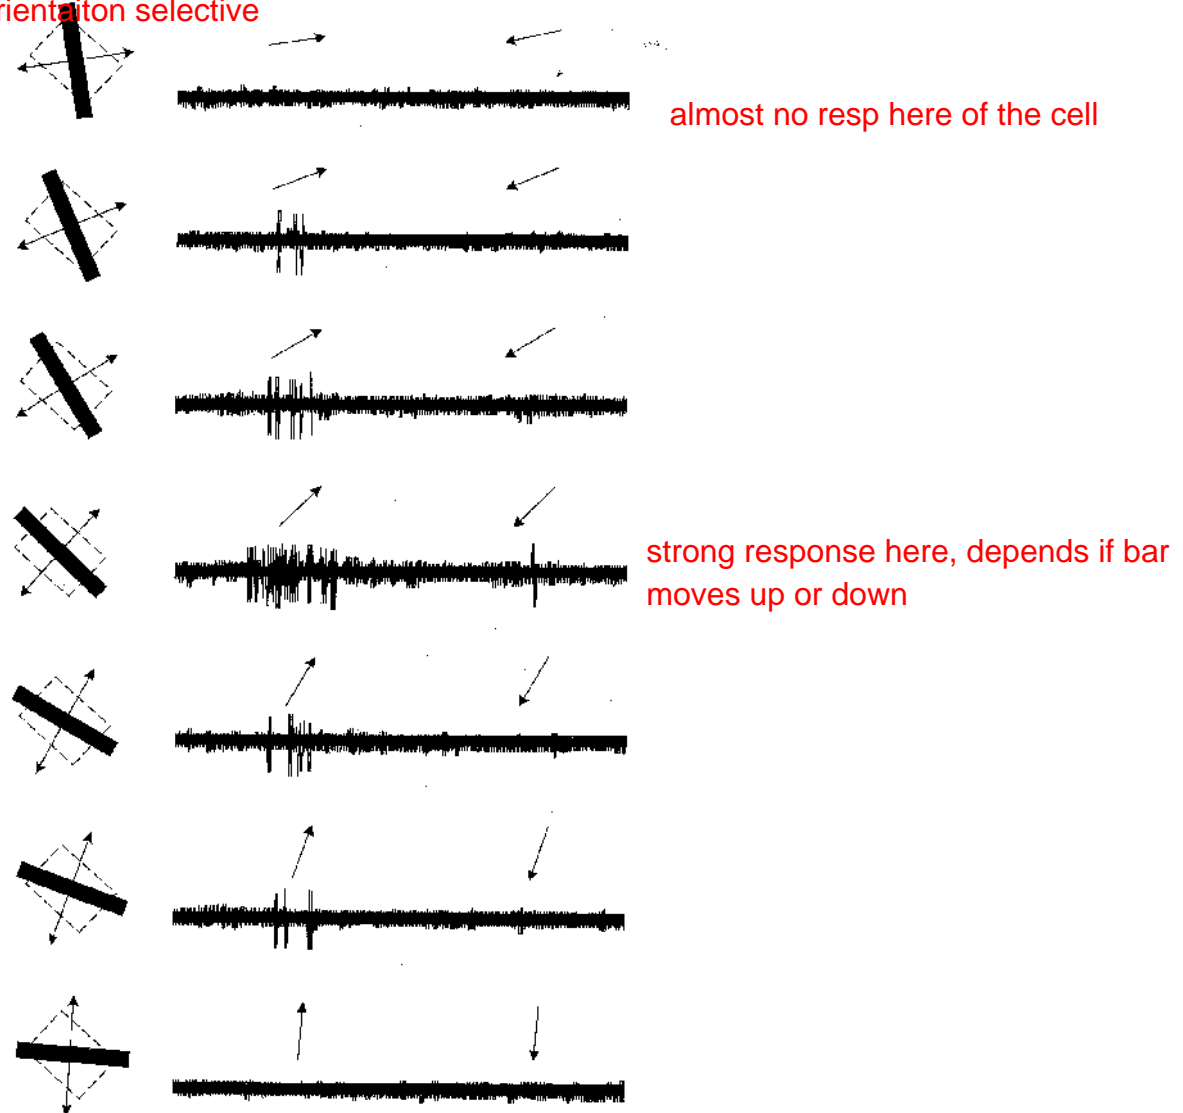 rientaiton selective
almost no resp here of the cell
strong response here, depends if bar
moves up or down